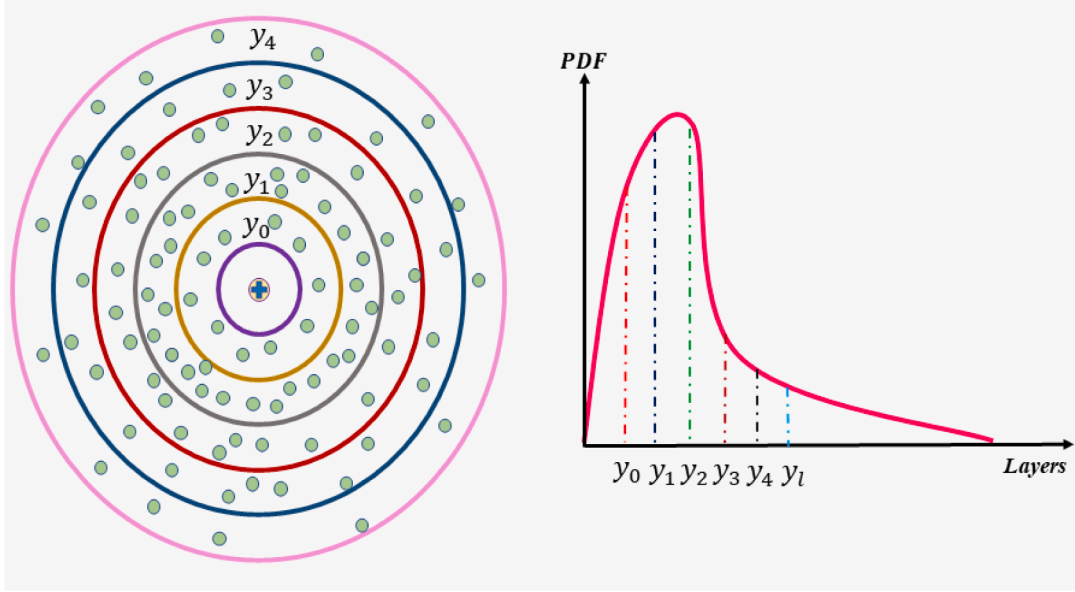 y₄
y₃
y₂
y₁
y₀
PDF
y₀ y₁ y₂ y₃ y₄ yₗ
Layers